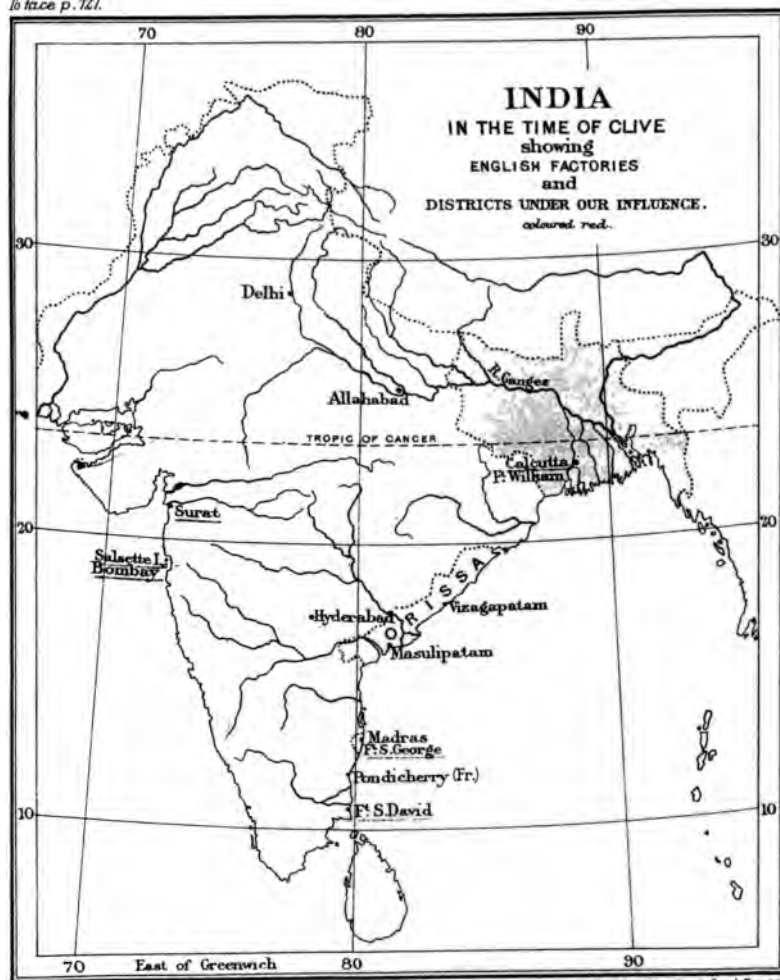 To face p. 121.
70
80
90
INDIA
IN THE TIME OF CLIVE
showing
ENGLISH FACTORIES
and
DISTRICTS UNDER OUR INFLUENCE.
coloured red.
30
30
Delhi
R. Ganges
Allahabad
TROPIC OF CANCER
Calcutta
Ft. William
20
20
Surat
Salsette I.
Bombay
ORISSA
Hyderabad
Vizagapatam
Masulipatam
Madras
Ft. S. George
Pondicherry (Fr.)
Ft. S. David
10
10
70
East of Greenwich
80
90